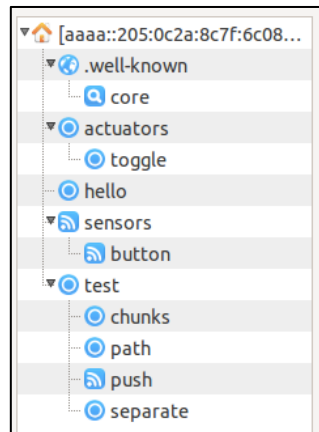 [aaaa::205:0c2a:8c7f:6c08...
.well-known
core
actuators
toggle
hello
sensors
button
test
chunks
path
push
separate